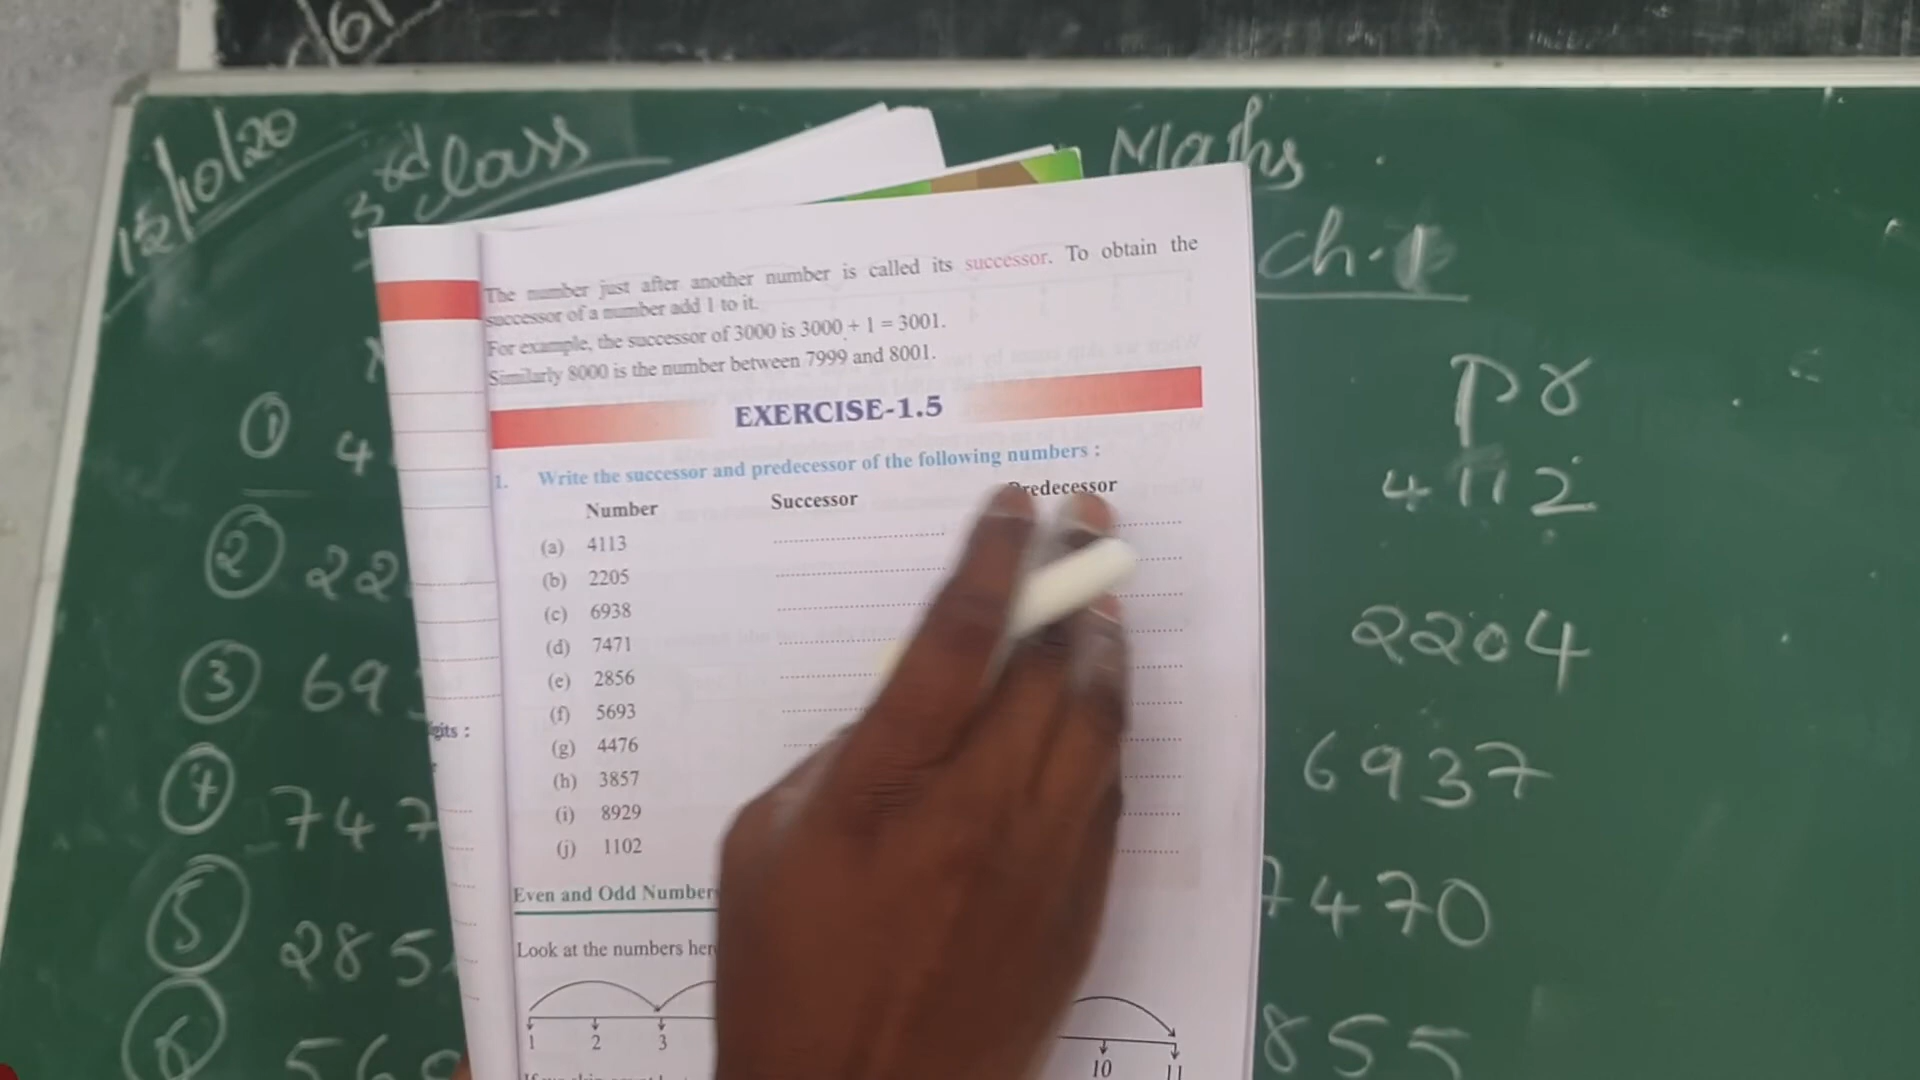 161
12/10/20
3rd Class
Maths
Ch.1
The number just after another number is called its successor. To obtain the
successor of a number add 1 to it.
For example, the successor of 3000 is 3000 + 1 = 3001.
Similarly 8000 is the number between 7999 and 8001.
EXERCISE-1.5
1. Write the successor and predecessor of the following numbers :
Number Successor Predecessor
(a) 4113
(b) 2205
(c) 6938
(d) 7471
(e) 2856
(f) 5693
(g) 4476
(h) 3857
(i) 8929
(j) 1102
Even and Odd Numbers
Look at the numbers her
1 2 3 10 11
igits :
① 4
② 22
③ 69
④ 747
⑤ 285
⑥ 569
Pr
4112
2204
6937
7470
855